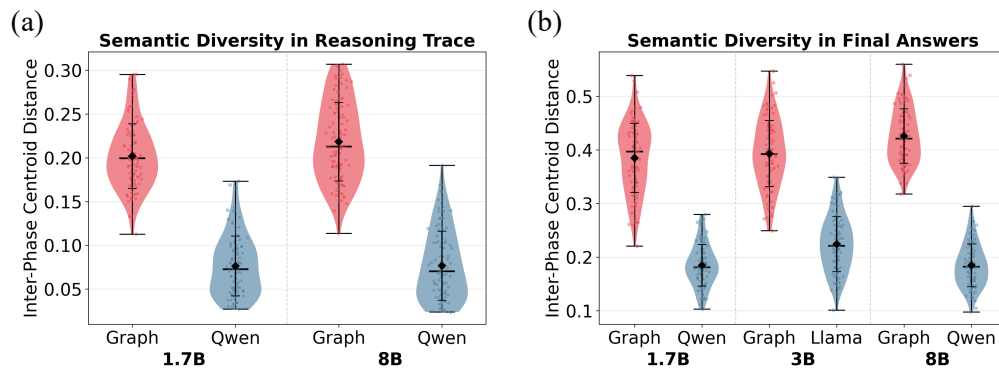 (a)
Semantic Diversity in Reasoning Trace
Inter-Phase Centroid Distance
0.30
0.25
0.20
0.15
0.10
0.05
Graph Qwen Graph Qwen
1.7B 8B
(b)
Semantic Diversity in Final Answers
Inter-Phase Centroid Distance
0.5
0.4
0.3
0.2
0.1
Graph Qwen Graph Llama Graph Qwen
1.7B 3B 8B